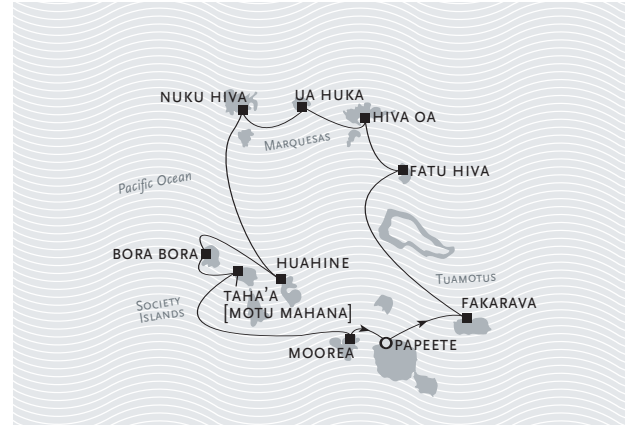 NUKU HIVA
UA HUKA
HIVA OA
MARQUESAS
FATU HIVA
Pacific Ocean
BORA BORA
HUAHINE
TUAMOTUS
TAHA'A
[MOTU MAHANA]
SOCIETY
ISLANDS
FAKARAVA
MOOREA
PAPEETE